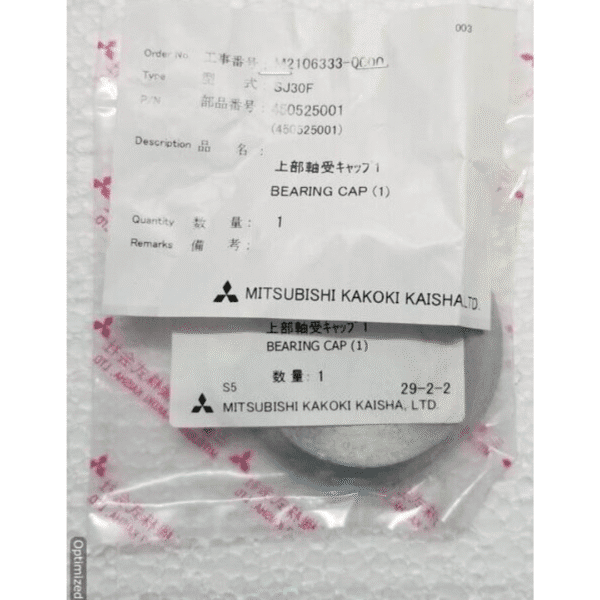 003
Order No 工事番号: M2106333-0000
Type 型 式: SJ30F
P/N 部品番号: 450525001
(450525001)
Description 品 名:
上部軸受キャップ1
BEARING CAP (1)
Quantity 数 量: 1
Remarks 備 考:
MITSUBISHI KAKOKI KAISHA,LTD.
上部軸受キャップ 1
BEARING CAP (1)
数 量: 1
S5 29-2-2
MITSUBISHI KAKOKI KAISHA, LTD.
Optimized